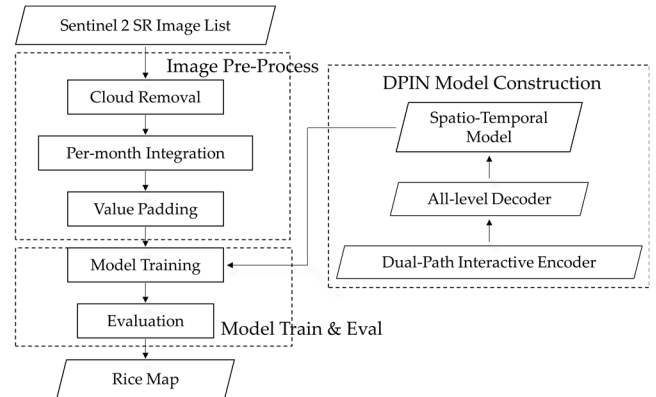 Sentinel 2 SR Image List
Image Pre-Process
Cloud Removal
Per-month Integration
Value Padding
Model Training
Evaluation
Model Train & Eval
Rice Map
DPIN Model Construction
Spatio-Temporal
Model
All-level Decoder
Dual-Path Interactive Encoder